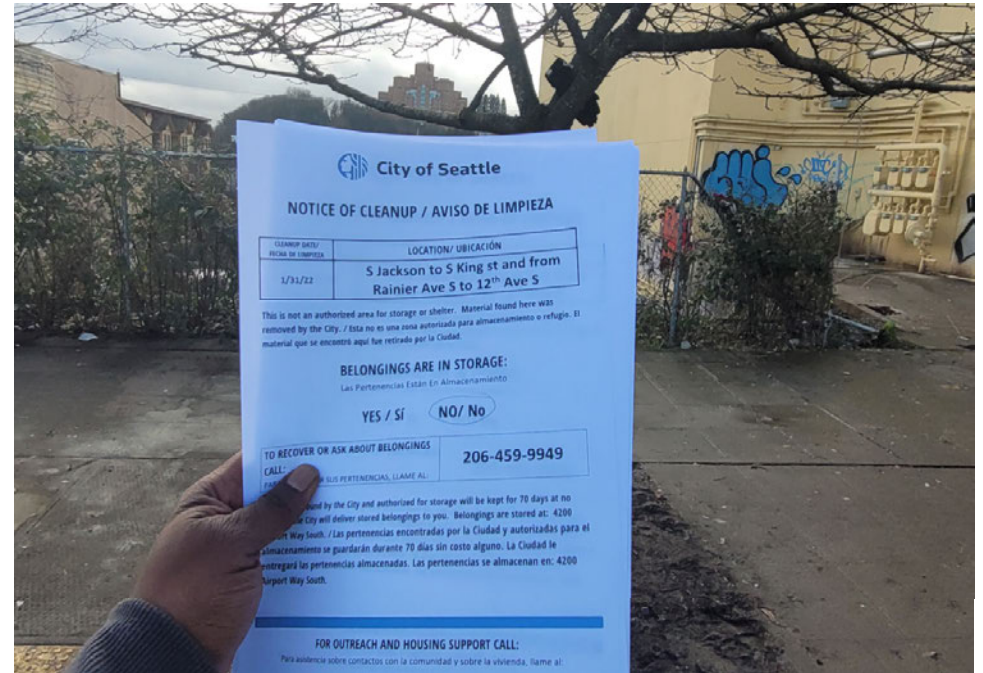 City of Seattle
NOTICE OF CLEANUP / AVISO DE LIMPIEZA
CLEANUP DATE/
FECHA DE LIMPIEZA
LOCATION/ UBICACIÓN
1/31/22
S Jackson to S King st and from
Rainier Ave S to 12th Ave S
This is not an authorized area for storage or shelter. Material found here was
removed by the City. / Esta no es una zona autorizada para almacenamiento o refugio. El
material que se encontró aquí fue retirado por la Ciudad.
BELONGINGS ARE IN STORAGE:
Las Pertenencias Están En Almacenamiento
YES / Sí
NO/ No
TO RECOVER OR ASK ABOUT BELONGINGS
CALL:
SUS PERTENENCIAS, LLAME AL:
206-459-9949
by the City and authorized for storage will be kept for 70 days at no
City will deliver stored belongings to you. Belongings are stored at: 4200
Way South. / Las pertenencias encontradas por la Ciudad y autorizadas para el
almacenamiento se guardarán durante 70 días sin costo alguno. La Ciudad le
entregará las pertenencias almacenadas. Las pertenencias se almacenan en: 4200
Airport Way South.
FOR OUTREACH AND HOUSING SUPPORT CALL:
Para asistencia sobre contactos con la comunidad y sobre la vivienda, llame al: